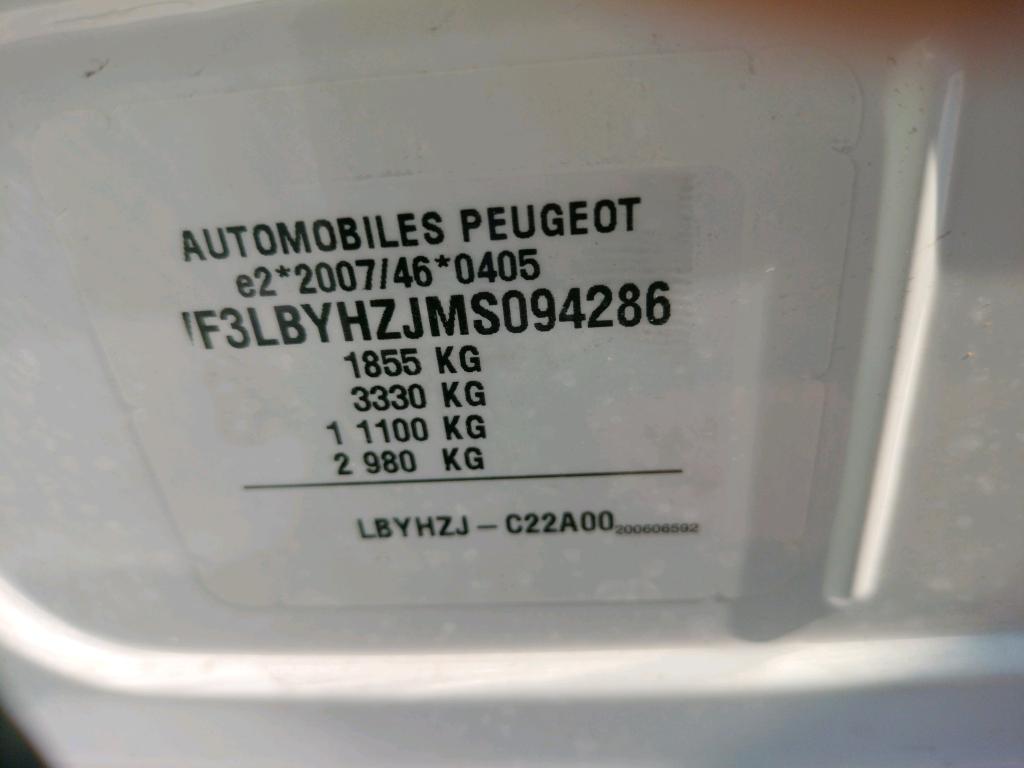 AUTOMOBILES PEUGEOT
e2*2007/46*0405
VF3LBYHZJMS094286
1855 KG
3330 KG
1 1100 KG
2 980 KG
LBYHZJ – C22A00 200606592